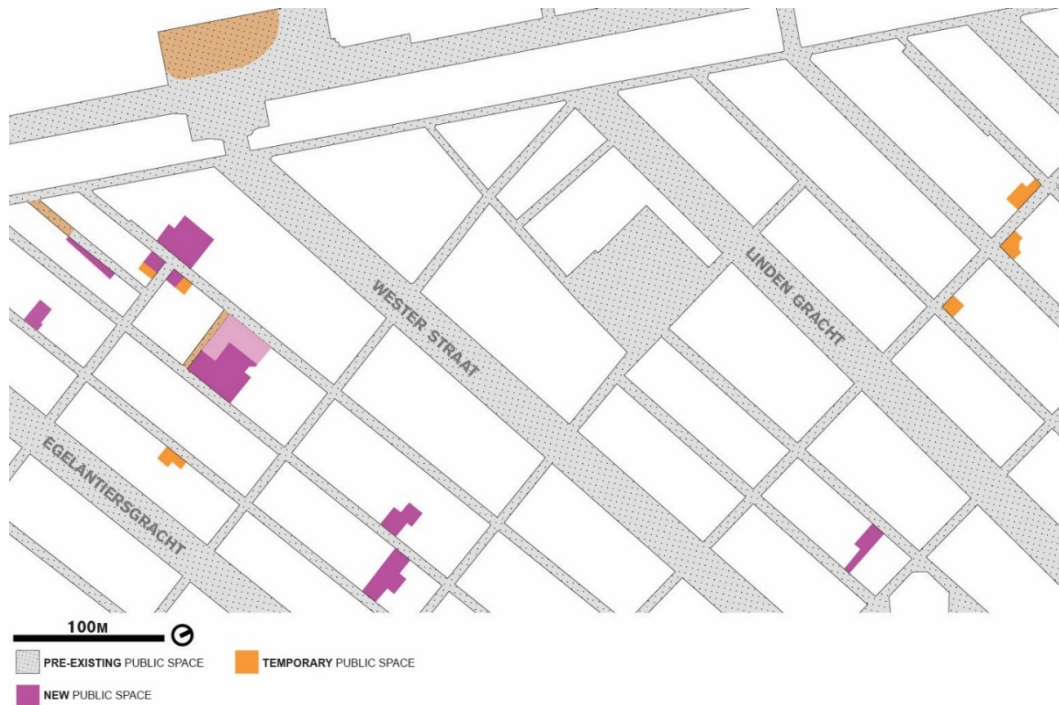 WESTER STRAAT
LINDEN GRACHT
EGELANTIERSGRACHT
100M
PRE-EXISTING PUBLIC SPACE
TEMPORARY PUBLIC SPACE
NEW PUBLIC SPACE